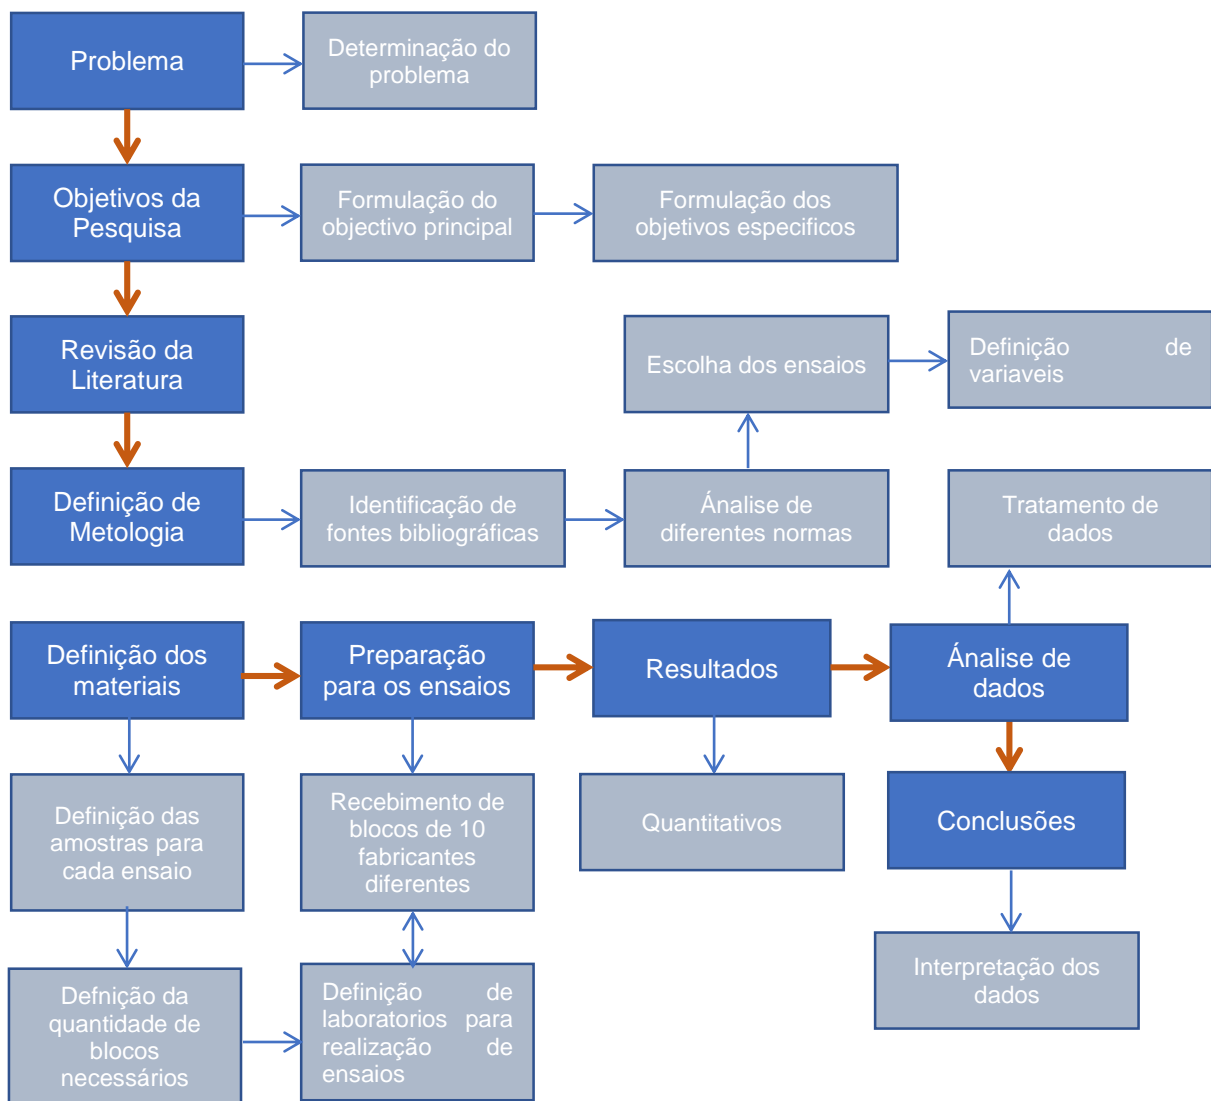 Problema
Determinação do
problema
Objetivos da
Pesquisa
Formulação do
objectivo principal
Formulação dos
objetivos especificos
Revisão da
Literatura
Escolha dos ensaios
Definição de
variaveis
Definição de
Metologia
Identificação de
fontes bibliográficas
Ánalise de
diferentes normas
Tratamento de
dados
Definição dos
materiais
Preparação
para os ensaios
Resultados
Ánalise de
dados
Definição das
amostras para
cada ensaio
Recebimento de
blocos de 10
fabricantes
diferentes
Quantitativos
Conclusões
Defnição da
quantidade de
blocos
necessários
Definição de
laboratorios para
realização de
ensaios
Interpretação dos
dados